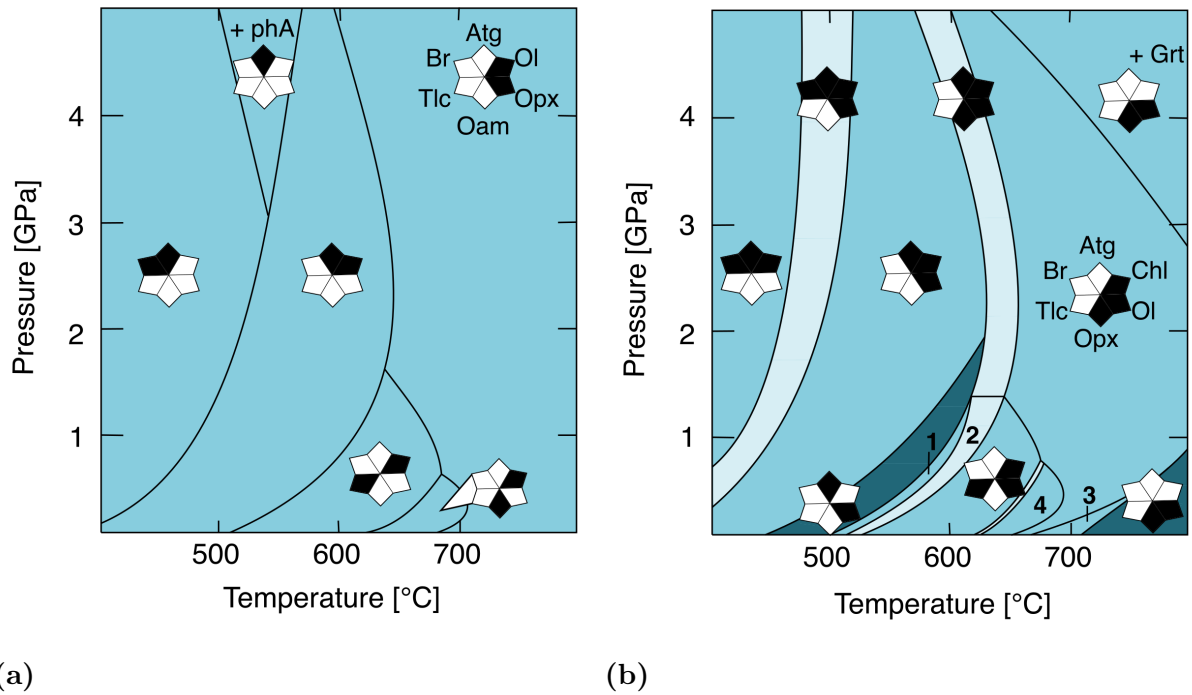 + phA
Atg
Br
Ol
Tlc
Opx
Oam
4
3
2
1
Pressure [GPa]
500
600
700
Temperature [°C]
(a)
+ Grt
Atg
Br
Chl
Tlc
Ol
Opx
4
3
2
1
1
2
3
4
Pressure [GPa]
500
600
700
Temperature [°C]
(b)